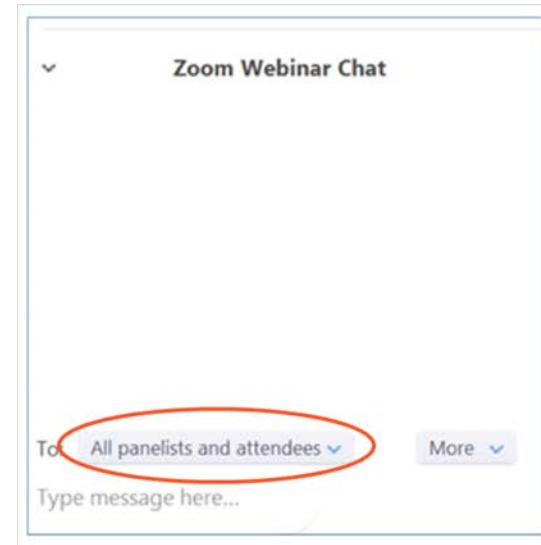 Zoom Webinar Chat
To: All panelists and attendees
More
Type message here...